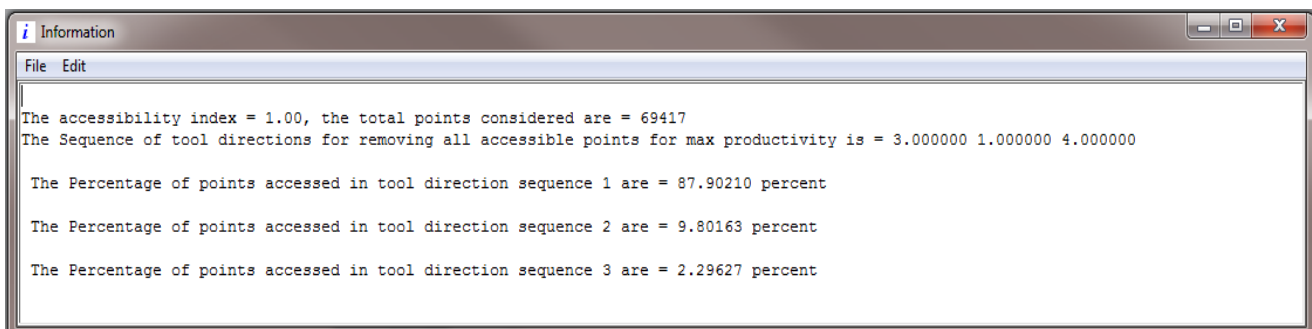 Information
File Edit
The accessibility index = 1.00, the total points considered are = 69417
The Sequence of tool directions for removing all accessible points for max productivity is = 3.000000 1.000000 4.000000
The Percentage of points accessed in tool direction sequence 1 are = 87.90210 percent
The Percentage of points accessed in tool direction sequence 2 are = 9.80163 percent
The Percentage of points accessed in tool direction sequence 3 are = 2.29627 percent